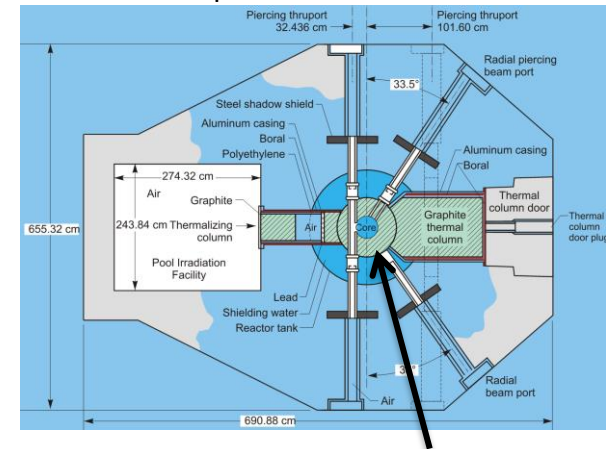 Piercing thruport
32.436 cm
Piercing thruport
101.60 cm
Radial piercing
beam port
33.5°
Steel shadow shield
Aluminum casing
Boral
Polyethylene
Aluminum casing
Boral
274.32 cm
Air
Graphite
243.84 cm
Thermalizing
column
655.32 cm
Pool Irradiation
Facility
Air
Core
Graphite
thermal
column
Thermal
column door
Thermal
column
door plug
Lead
Shielding water
Reactor tank
Radial
beam port
Air
690.88 cm